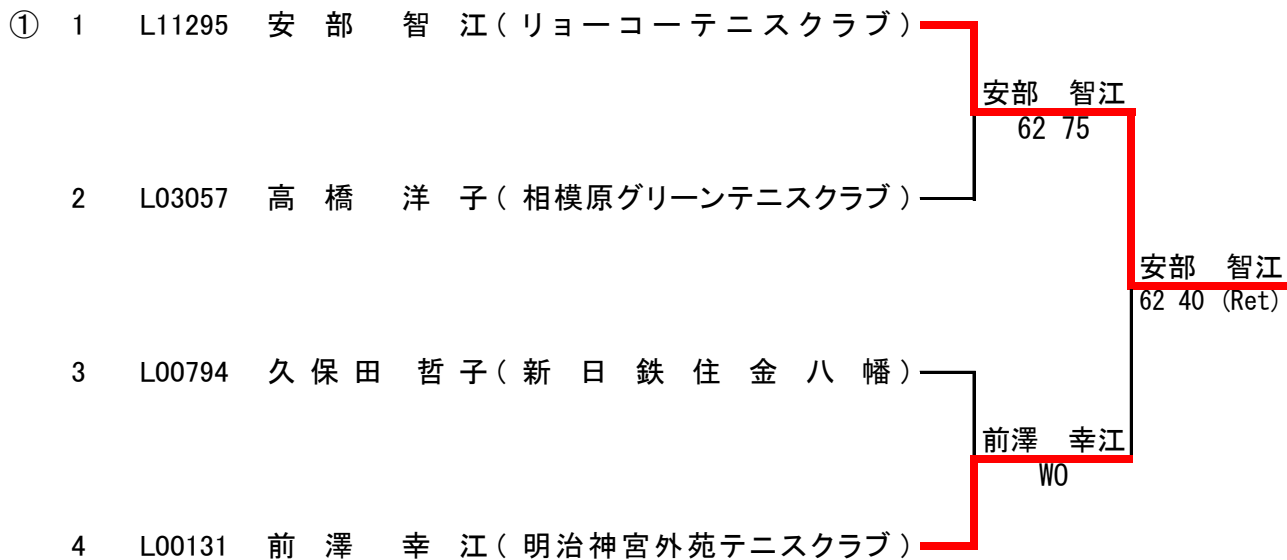 ① 1 L11295 安部 智江(リョーコーテニスクラブ)
安部 智江
62 75
2 L03057 高橋 洋子(相模原グリーンテニスクラブ)
安部 智江
62 40 (Ret)
3 L00794 久保田 哲子(新日鉄住金八幡)
前澤 幸江
WO
4 L00131 前澤 幸江(明治神宮外苑テニスクラブ)